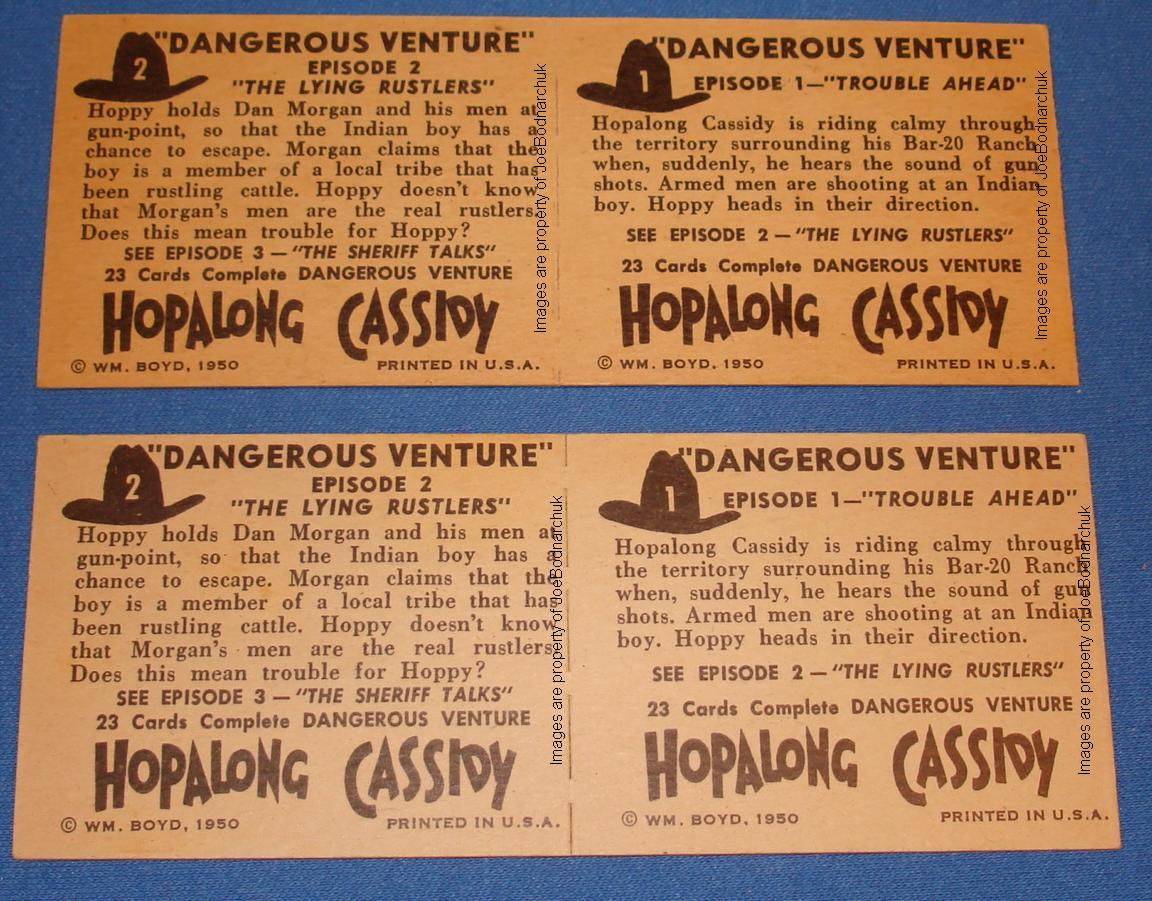 2
"DANGEROUS VENTURE"
EPISODE 2
"THE LYING RUSTLERS"
Hoppy holds Dan Morgan and his men at
gun-point, so that the Indian boy has a
chance to escape. Morgan claims that the
boy is a member of a local tribe that has
been rustling cattle. Hoppy doesn't know
that Morgan's men are the real rustlers.
Does this mean trouble for Hoppy?
SEE EPISODE 3 — "THE SHERIFF TALKS"
23 Cards Complete DANGEROUS VENTURE
HOPALONG CASSIDY
© WM. BOYD, 1950 PRINTED IN U.S.A.
Images are property of JoeBodnarchuk
1
"DANGEROUS VENTURE"
EPISODE 1—"TROUBLE AHEAD"
Hopalong Cassidy is riding calmy through
the territory surrounding his Bar-20 Ranch
when, suddenly, he hears the sound of gun
shots. Armed men are shooting at an Indian
boy. Hoppy heads in their direction.
SEE EPISODE 2 — "THE LYING RUSTLERS"
23 Cards Complete DANGEROUS VENTURE
HOPALONG CASSIDY
© WM. BOYD, 1950 PRINTED IN U.S.A.
Images are property of JoeBodnarchuk
2
"DANGEROUS VENTURE"
EPISODE 2
"THE LYING RUSTLERS"
Hoppy holds Dan Morgan and his men at
gun-point, so that the Indian boy has a
chance to escape. Morgan claims that the
boy is a member of a local tribe that has
been rustling cattle. Hoppy doesn't know
that Morgan's men are the real rustlers.
Does this mean trouble for Hoppy?
SEE EPISODE 3 — "THE SHERIFF TALKS"
23 Cards Complete DANGEROUS VENTURE
HOPALONG CASSIDY
© WM. BOYD, 1950 PRINTED IN U.S.A.
Images are property of JoeBodnarchuk
1
"DANGEROUS VENTURE"
EPISODE 1—"TROUBLE AHEAD"
Hopalong Cassidy is riding calmy through
the territory surrounding his Bar-20 Ranch
when, suddenly, he hears the sound of gun
shots. Armed men are shooting at an Indian
boy. Hoppy heads in their direction.
SEE EPISODE 2 — "THE LYING RUSTLERS"
23 Cards Complete DANGEROUS VENTURE
HOPALONG CASSIDY
© WM. BOYD, 1950 PRINTED IN U.S.A.
Images are property of JoeBodnarchuk